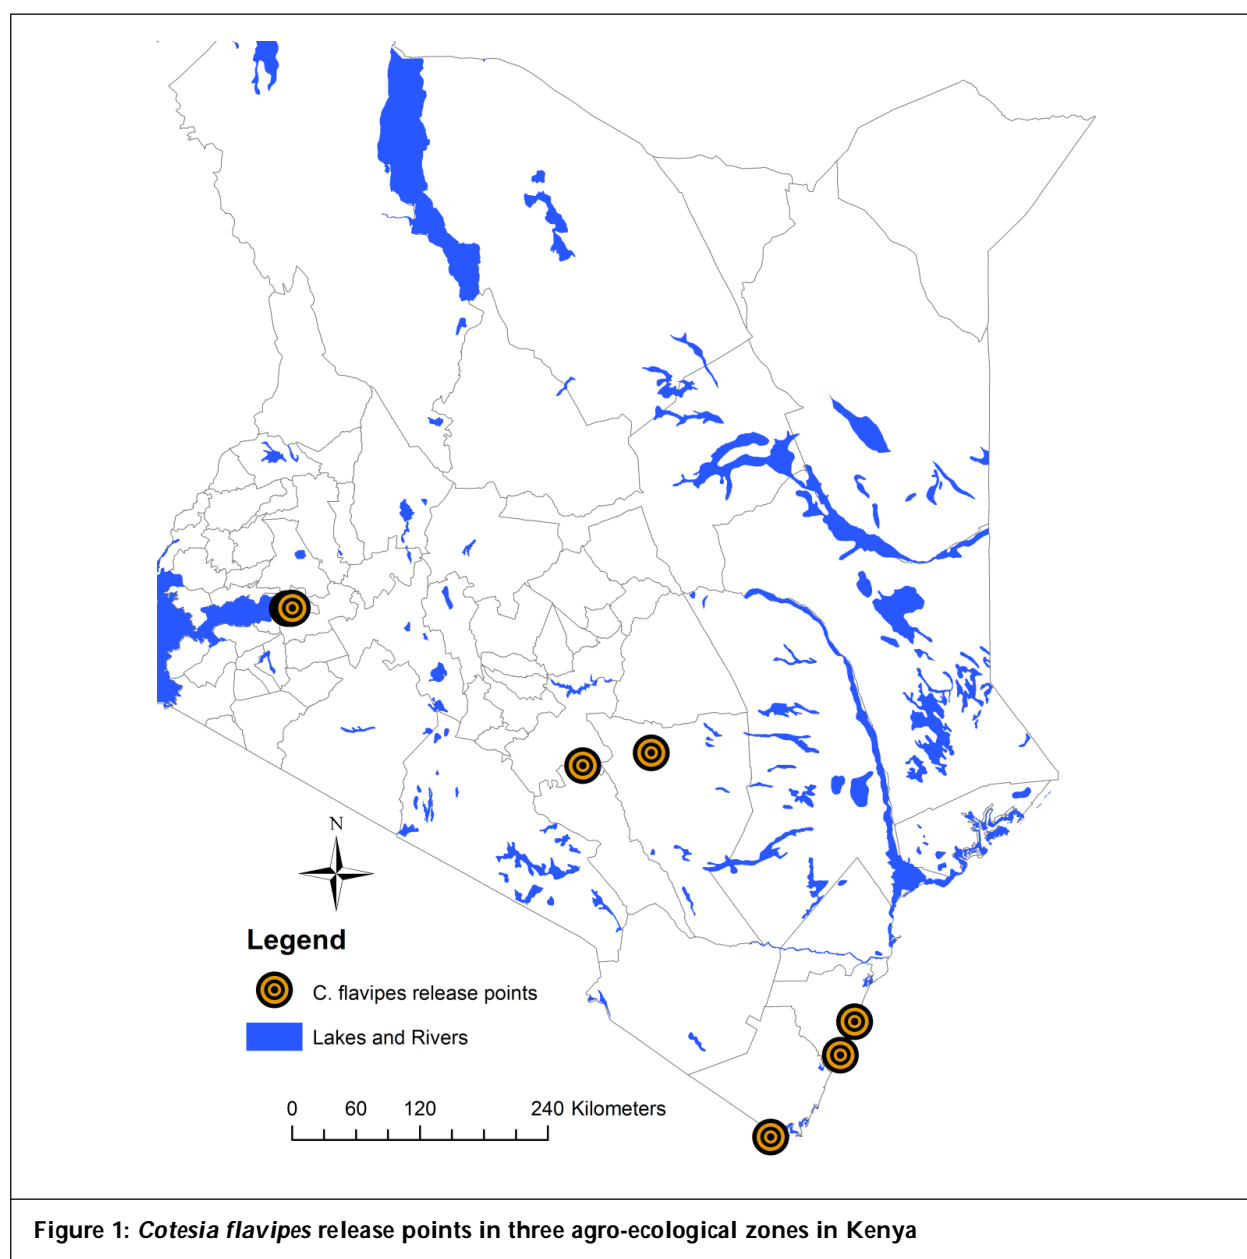 N
Legend
C. flavipes release points
Lakes and Rivers
0 60 120 240 Kilometers
Figure 1: Cotesia flavipes release points in three agro-ecological zones in Kenya